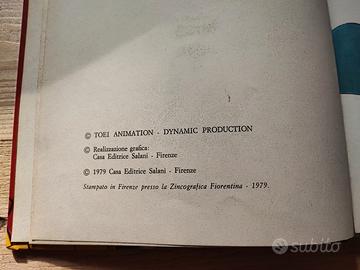 © TOEI ANIMATION - DYNAMIC PRODUCTION
© Realizzazione grafica:
Casa Editrice Salani - Firenze
© 1979 Casa Editrice Salani - Firenze
Stampato in Firenze presso la Zincografica Fiorentina - 1979.
subito